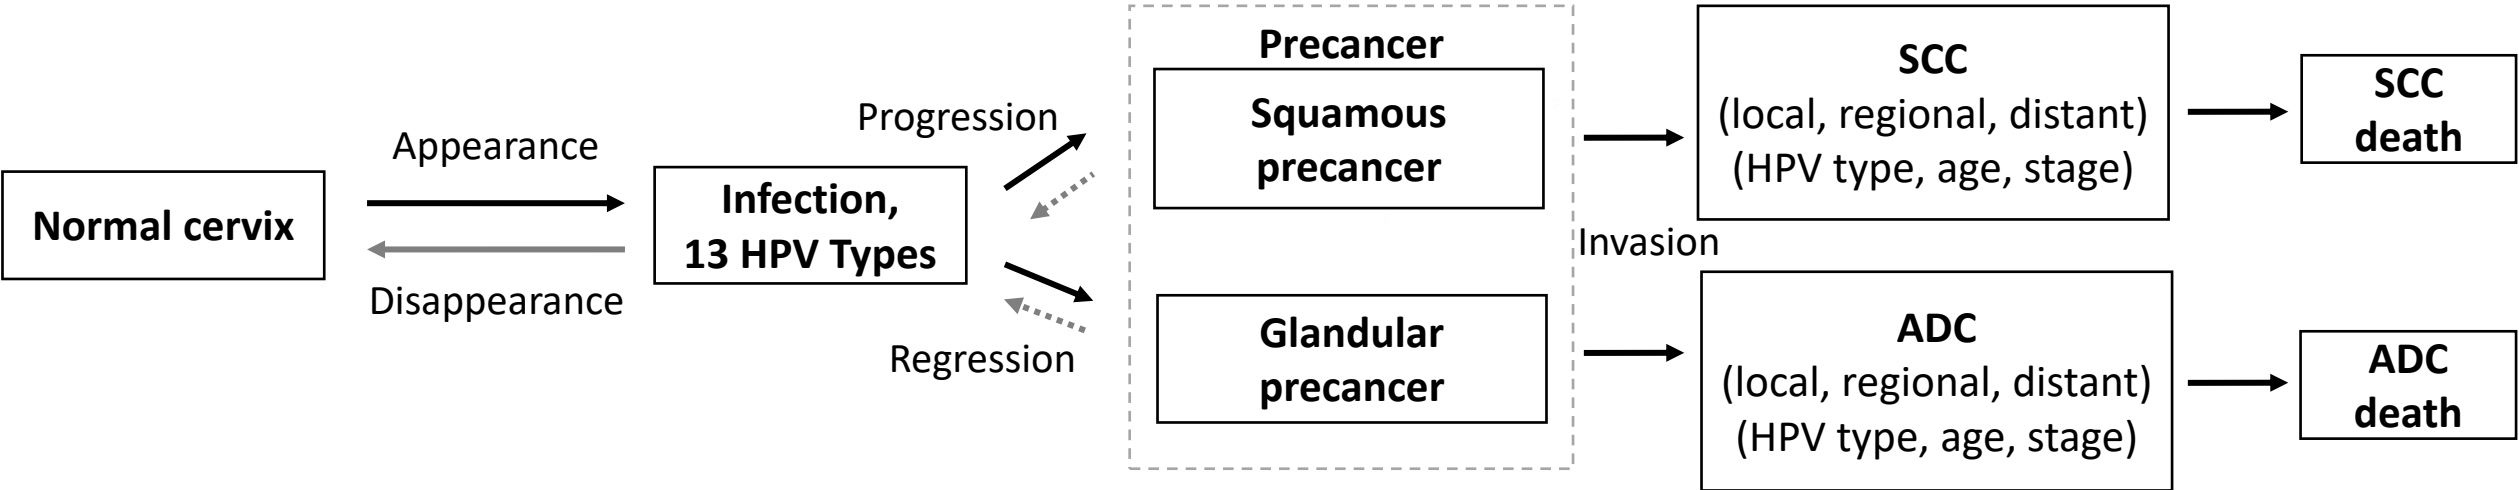 Normal cervix
Appearance
Disappearance
Infection,
13 HPV Types
Progression
Regression
Precancer
Squamous
precancer
Glandular
precancer
Invasion
SCC
(local, regional, distant)
(HPV type, age, stage)
ADC
(local, regional, distant)
(HPV type, age, stage)
SCC
death
ADC
death